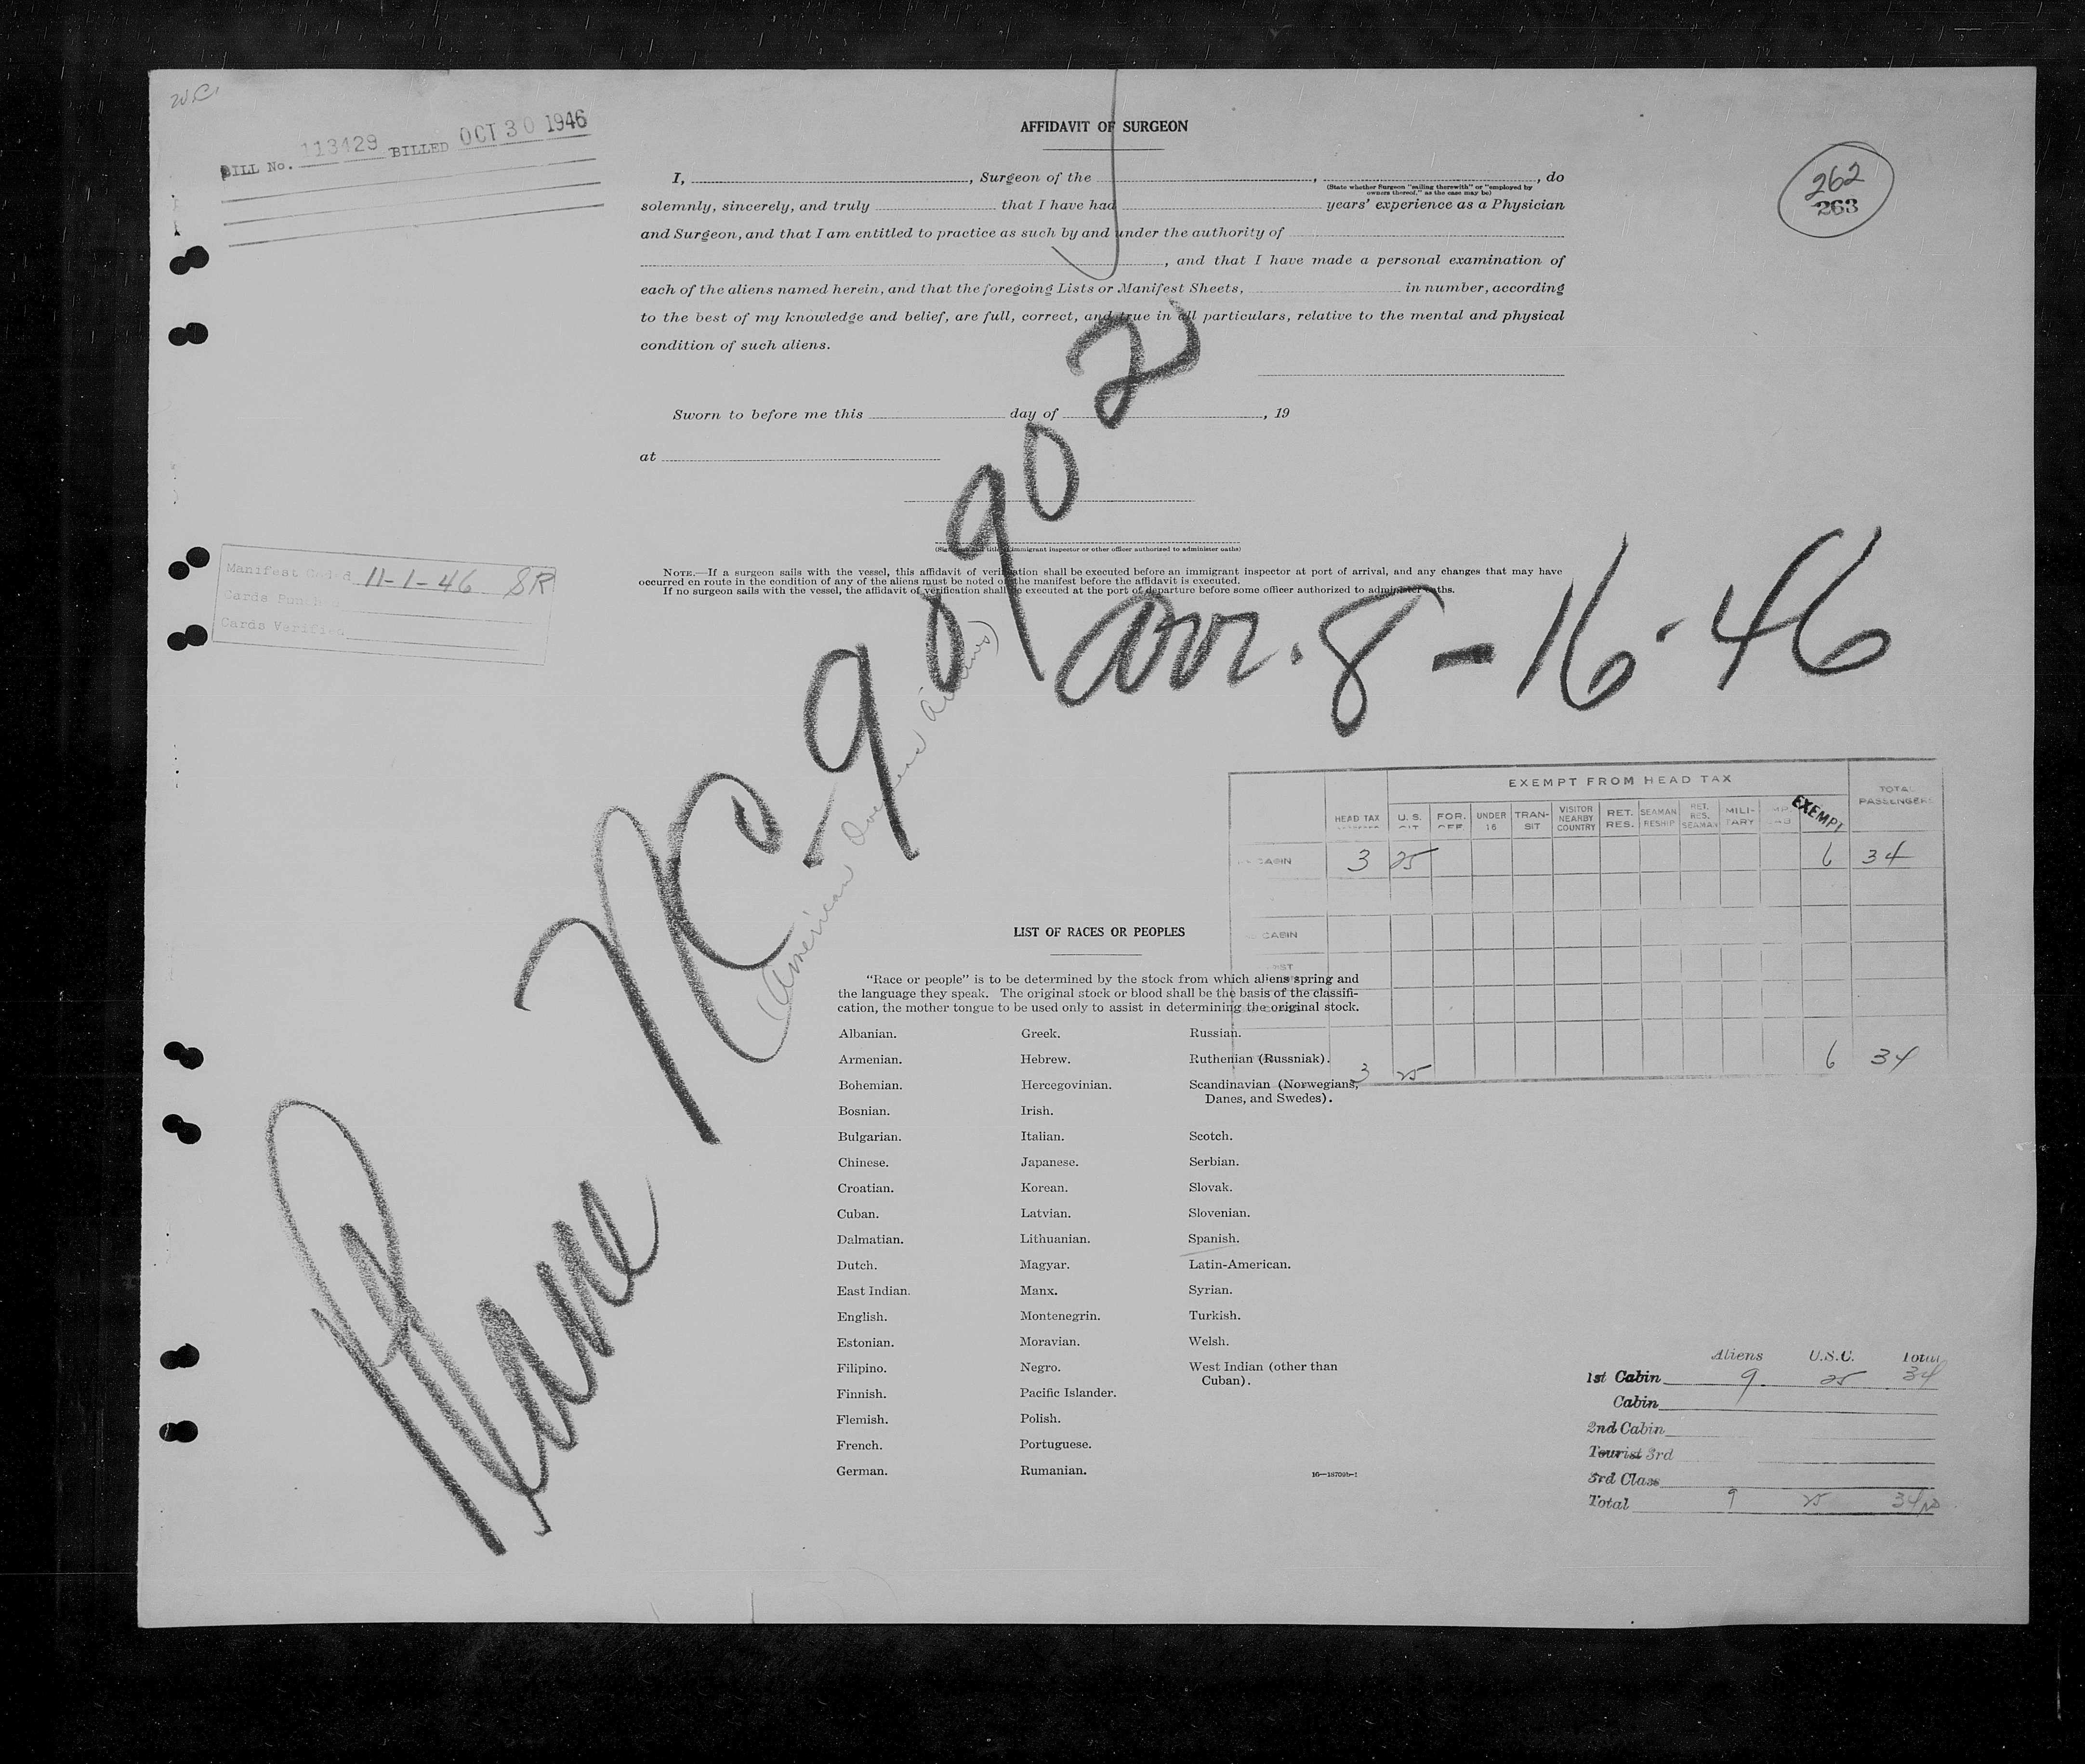 W.C.
BILL No. 113429 BILLED OCT 30 1946
262
263
AFFIDAVIT OF SURGEON
I, , Surgeon of the , , do
(State whether Surgeon "sailing therewith" or "employed by
owners thereof," as the case may be)
solemnly, sincerely, and truly that I have had years' experience as a Physician
and Surgeon, and that I am entitled to practice as such by and under the authority of
, and that I have made a personal examination of
each of the aliens named herein, and that the foregoing Lists or Manifest Sheets, in number, according
to the best of my knowledge and belief, are full, correct, and true in all particulars, relative to the mental and physical
condition of such aliens.
Sworn to before me this day of , 19
at
(Signature and title of immigrant inspector or other officer authorized to administer oaths)
NOTE.—If a surgeon sails with the vessel, this affidavit of verification shall be executed before an immigrant inspector at port of arrival, and any changes that may have
occurred en route in the condition of any of the aliens must be noted on the manifest before the affidavit is executed.
If no surgeon sails with the vessel, the affidavit of verification shall be executed at the port of departure before some officer authorized to administer oaths.
Manifest Coded 11-1-46 SR
Cards Punched
Cards Verified
Plane NC-90902
(American Overseas Airlines)
arr. 8-16-46
EXEMPT FROM HEAD TAX
HEAD TAX U.S. CIT FOR. OFF UNDER 16 TRANSIT VISITOR NEARBY COUNTRY RET. RES. SEAMAN RESHIP RET. RES. SEAMAN MILITARY EXEMPT TOTAL PASSENGERS
CABIN 3 25 6 34
CABIN
3 25 6 34
LIST OF RACES OR PEOPLES
"Race or people" is to be determined by the stock from which aliens spring and
the language they speak. The original stock or blood shall be the basis of the classifi-
cation, the mother tongue to be used only to assist in determining the original stock.
Albanian. Greek. Russian.
Armenian. Hebrew. Ruthenian (Russniak).
Bohemian. Hercegovinian. Scandinavian (Norwegians,
Danes, and Swedes).
Bosnian. Irish.
Bulgarian. Italian. Scotch.
Chinese. Japanese. Serbian.
Croatian. Korean. Slovak.
Cuban. Latvian. Slovenian.
Dalmatian. Lithuanian. Spanish.
Dutch. Magyar. Latin-American.
East Indian. Manx. Syrian.
English. Montenegrin. Turkish.
Estonian. Moravian. Welsh.
Filipino. Negro. West Indian (other than
Cuban).
Finnish. Pacific Islander.
Flemish. Polish.
French. Portuguese.
German. Rumanian.
Aliens U.S.C. Total
1st Cabin 9 25 34
Cabin
2nd Cabin
Tourist 3rd
3rd Class
Total 9 25 34